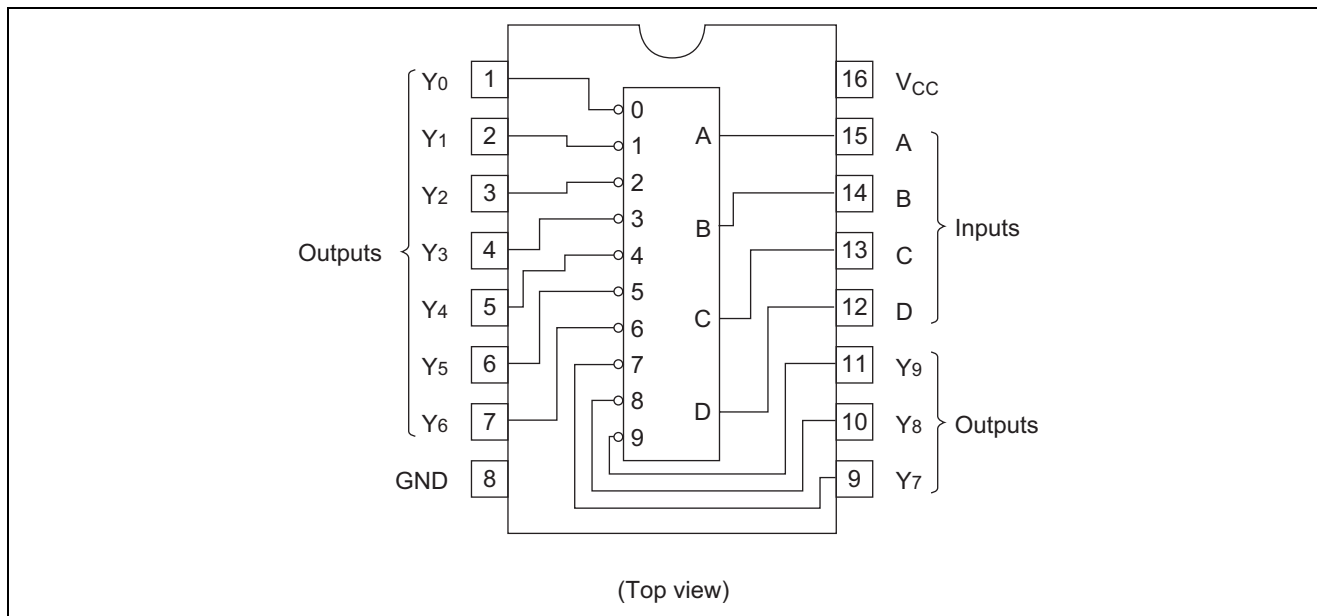 Y0 1 16 VCC
0
Y1 2 1 A 15 A
Y2 3 2 14 B
3 B
Outputs Y3 4 13 C Inputs
4
Y4 5 5 12 D
6 C
Y5 6 7 11 Y9
8 D
Y6 7 9 10 Y8 Outputs
GND 8 9 Y7
(Top view)